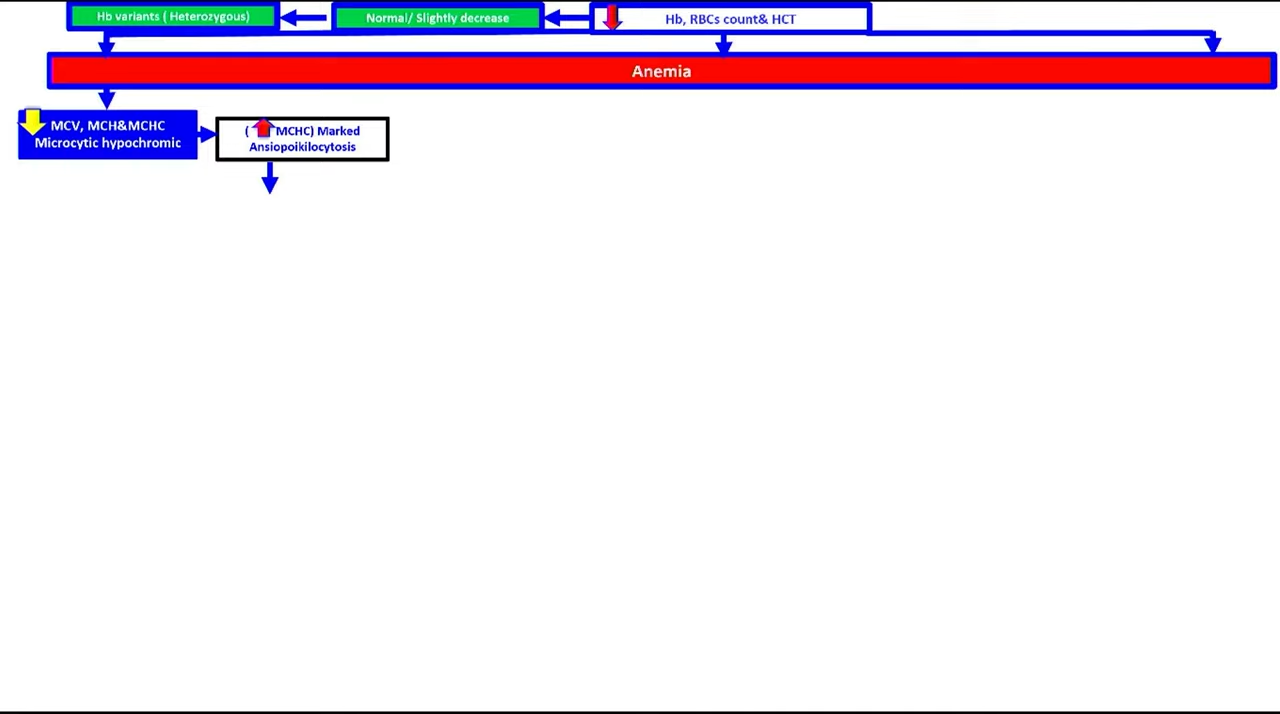 Hb variants ( Heterozygous)
Normal/ Slightly decrease
Hb, RBCs count& HCT
Anemia
MCV, MCH&MCHC
Microcytic hypochromic
( MCHC) Marked
Ansiopoikilocytosis